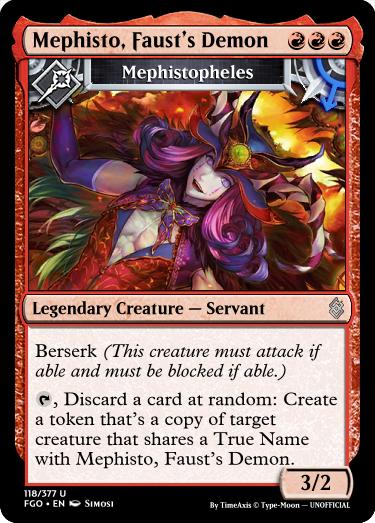 Mephisto, Faust's Demon
Mephistopheles
Legendary Creature — Servant
Berserk (This creature must attack if
able and must be blocked if able.)
, Discard a card at random: Create
a token that's a copy of target
creature that shares a True Name
with Mephisto, Faust's Demon.
3/2
118/377 U
FGO • EN SIMOSI
By TimeAxis © Type-Moon — UNOFFICIAL